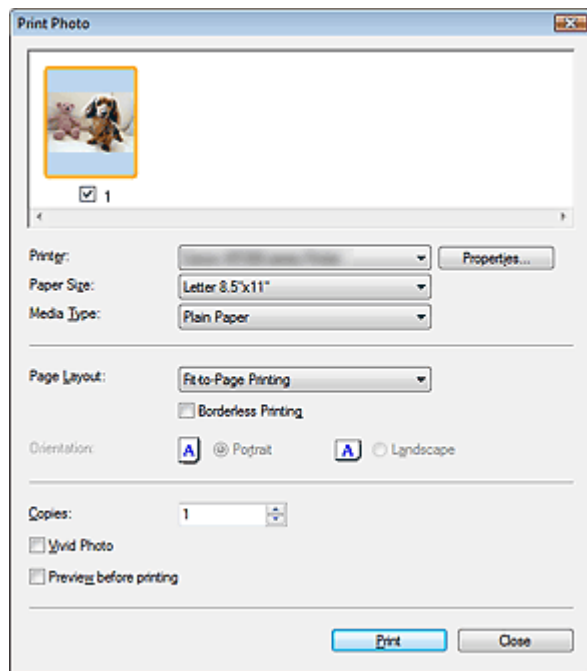 Print Photo
1
Printer:
Properties...
Paper Size:
Letter 8.5"x11"
Media Type:
Plain Paper
Page Layout:
Fit-to-Page Printing
Borderless Printing
Orientation:
A Portrait
A Landscape
Copies:
1
Vivid Photo
Preview before printing
Print
Close